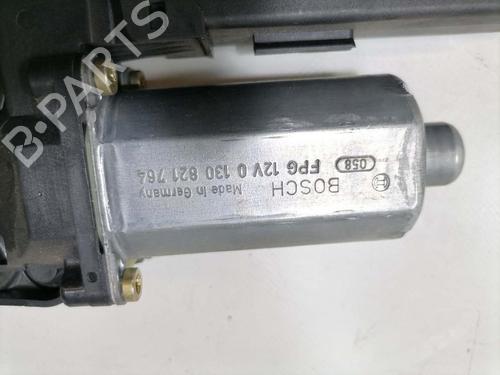 BOSCH
058
FPG 12V 0 130 821 764
Made in Germany
B-PARTS